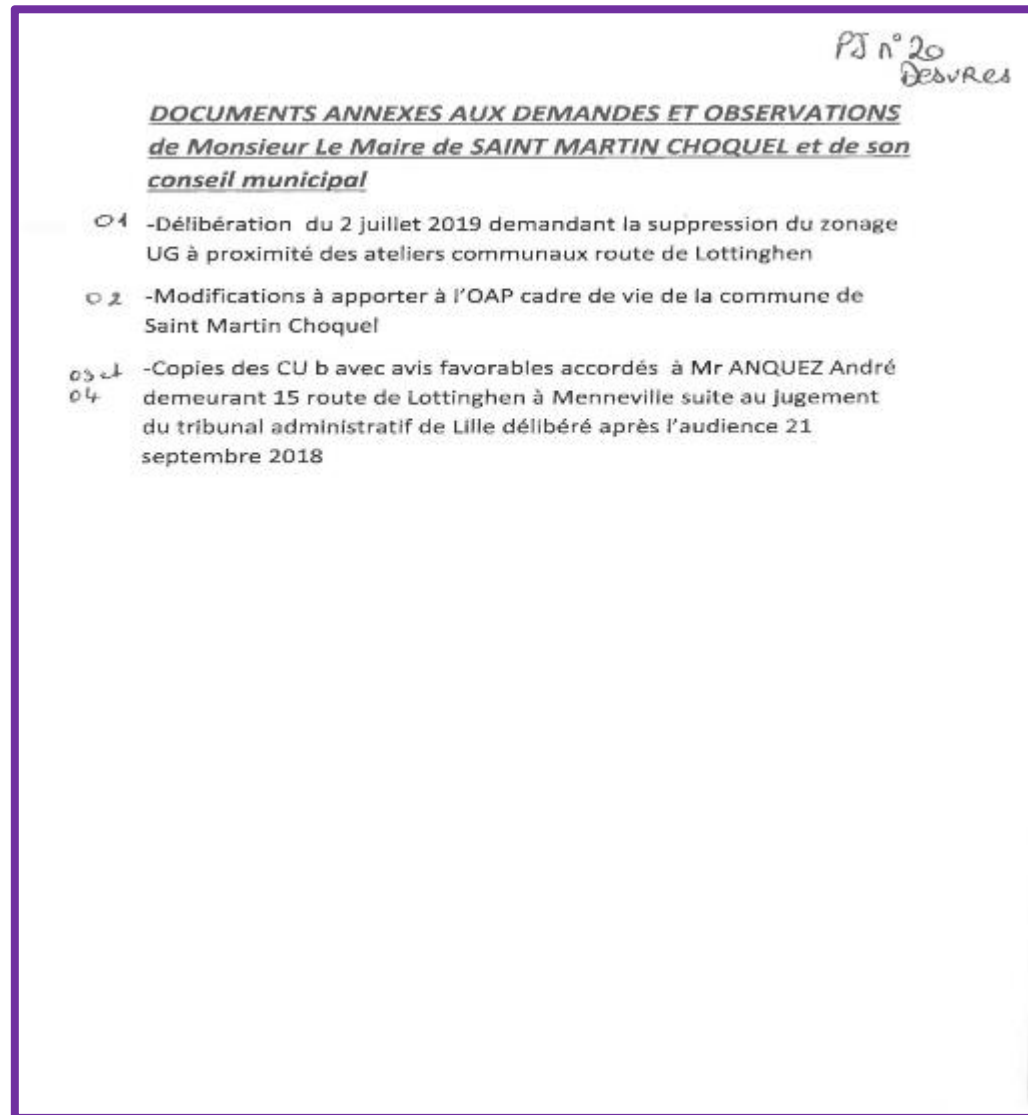 PJ n°20
Desvres
DOCUMENTS ANNEXES AUX DEMANDES ET OBSERVATIONS
de Monsieur Le Maire de SAINT MARTIN CHOQUEL et de son
conseil municipal
01 -Délibération du 2 juillet 2019 demandant la suppression du zonage
UG à proximité des ateliers communaux route de Lottinghen
02 -Modifications à apporter à l'OAP cadre de vie de la commune de
Saint Martin Choquel
03 et -Copies des CU b avec avis favorables accordés à Mr ANQUEZ André
04 demeurant 15 route de Lottinghen à Menneville suite au jugement
du tribunal administratif de Lille délibéré après l'audience 21
septembre 2018